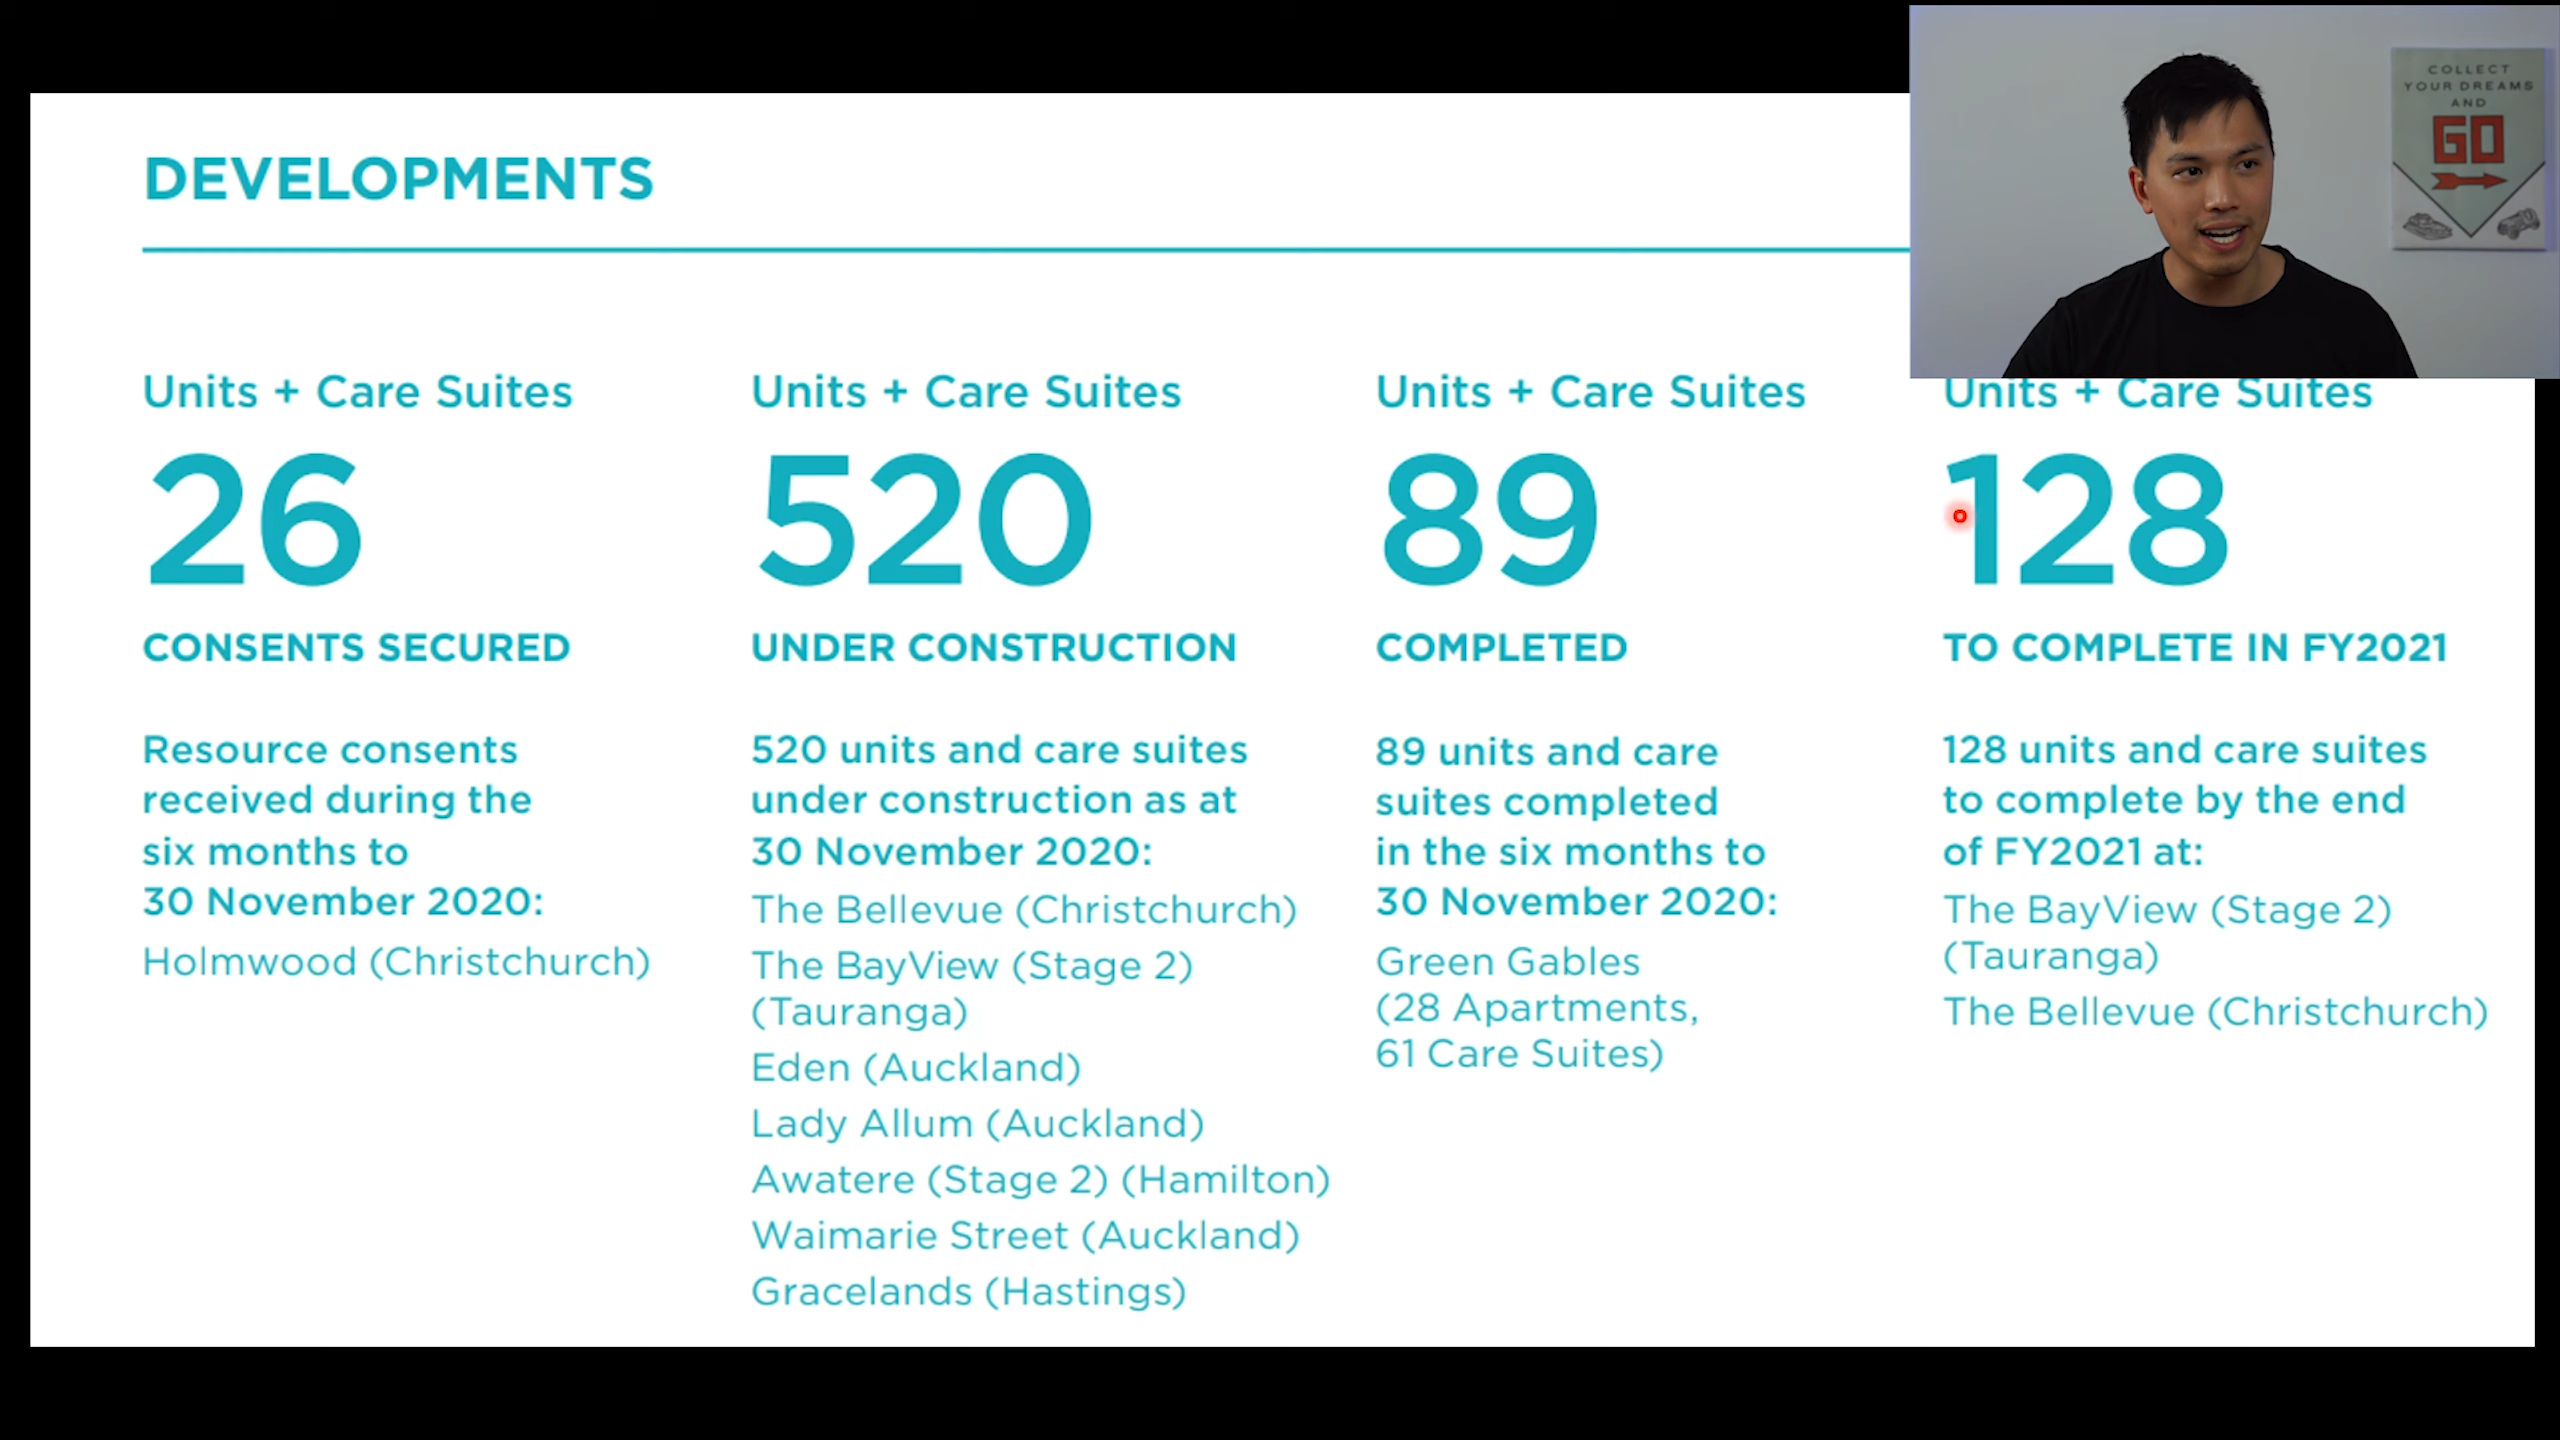 COLLECT
YOUR DREAMS
AND
GO
DEVELOPMENTS
Units + Care Suites
26
CONSENTS SECURED
Resource consents
received during the
six months to
30 November 2020:
Holmwood (Christchurch)
Units + Care Suites
520
UNDER CONSTRUCTION
520 units and care suites
under construction as at
30 November 2020:
The Bellevue (Christchurch)
The BayView (Stage 2)
(Tauranga)
Eden (Auckland)
Lady Allum (Auckland)
Awatere (Stage 2) (Hamilton)
Waimarie Street (Auckland)
Gracelands (Hastings)
Units + Care Suites
89
COMPLETED
89 units and care
suites completed
in the six months to
30 November 2020:
Green Gables
(28 Apartments,
61 Care Suites)
Units + Care Suites
128
TO COMPLETE IN FY2021
128 units and care suites
to complete by the end
of FY2021 at:
The BayView (Stage 2)
(Tauranga)
The Bellevue (Christchurch)